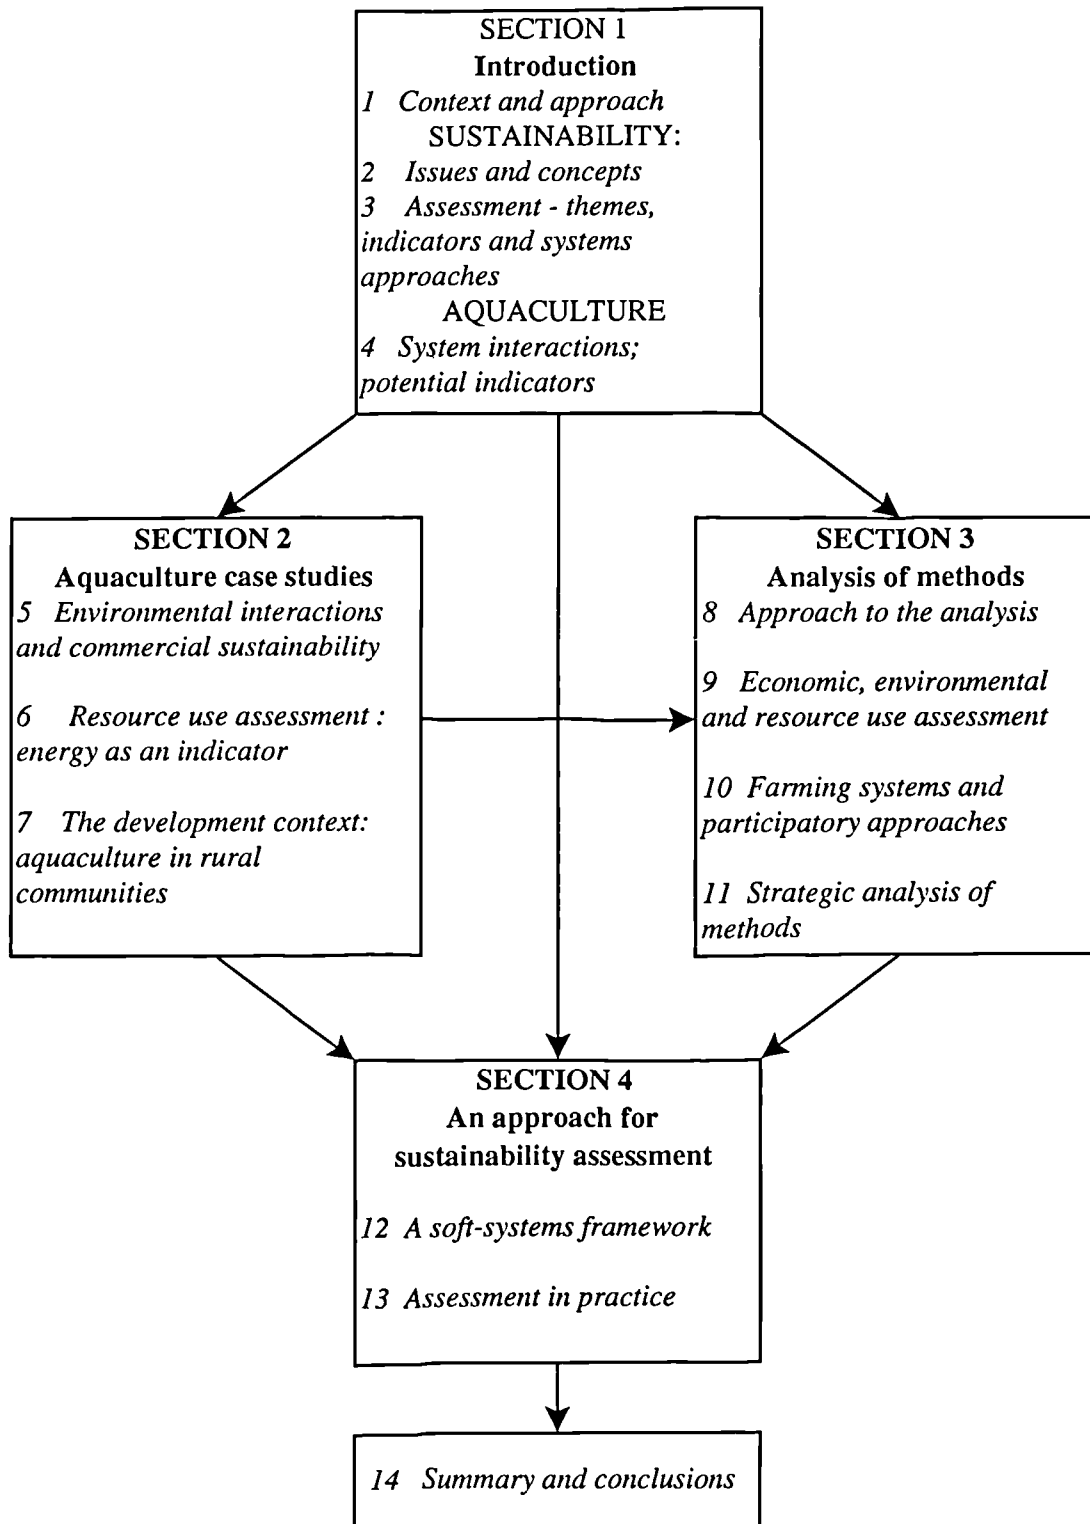 SECTION 1
Introduction
1 Context and approach
SUSTAINABILITY:
2 Issues and concepts
3 Assessment - themes,
indicators and systems
approaches
AQUACULTURE
4 System interactions;
potential indicators
SECTION 2
Aquaculture case studies
5 Environmental interactions
and commercial sustainability
6 Resource use assessment :
energy as an indicator
7 The development context:
aquaculture in rural
communities
SECTION 3
Analysis of methods
8 Approach to the analysis
9 Economic, environmental
and resource use assessment
10 Farming systems and
participatory approaches
11 Strategic analysis of
methods
SECTION 4
An approach for
sustainability assessment
12 A soft-systems framework
13 Assessment in practice
14 Summary and conclusions